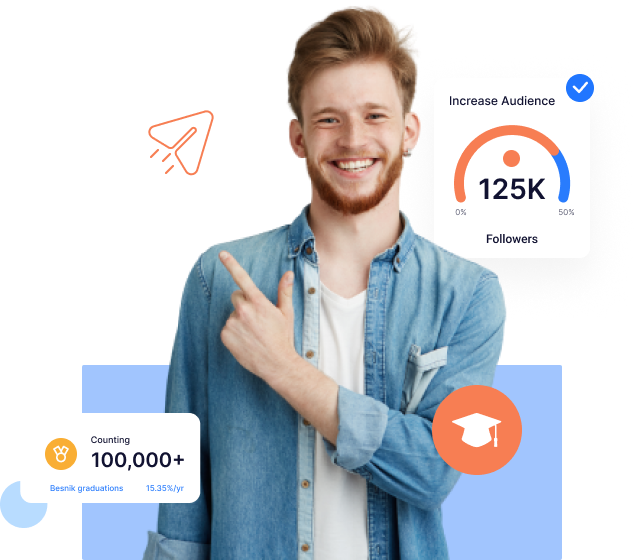 Increase Audience
125K
0%
50%
Followers
Counting
100,000+
Besnik graduations 15.35%/yr